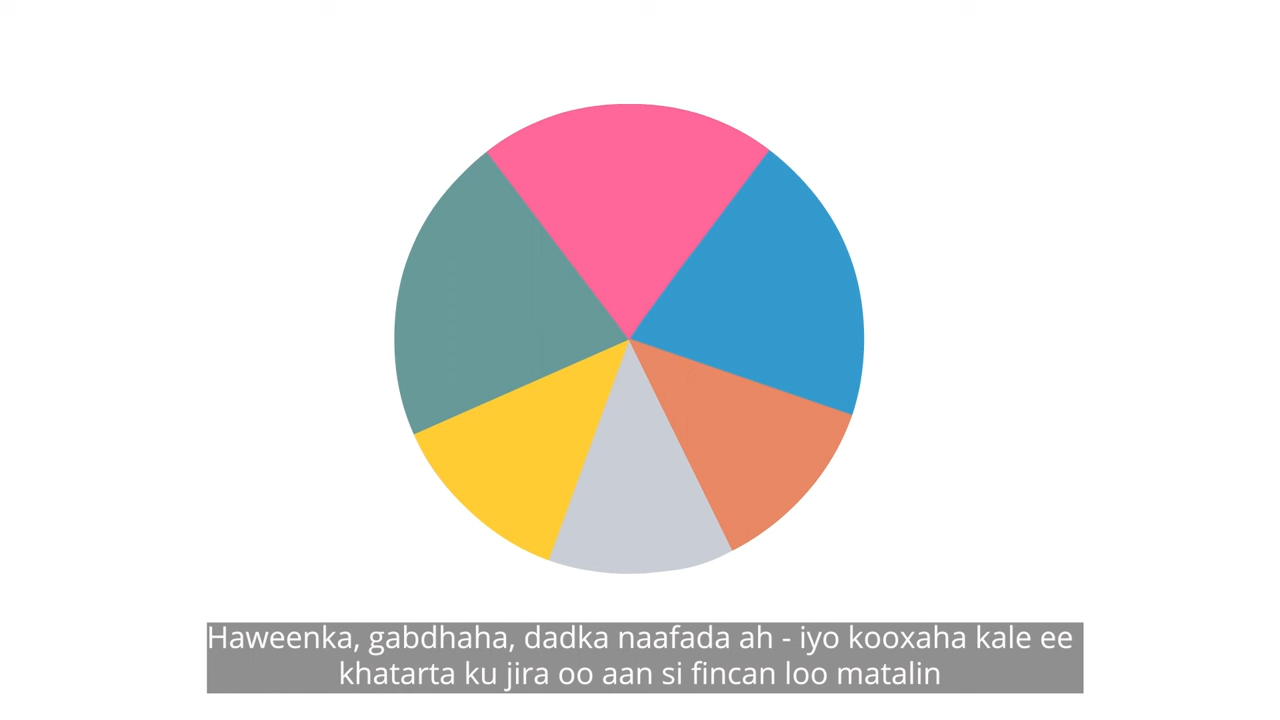 Haweenka, gabdhaha, dadka naafada ah - iyo kooxaha kale ee
khatarta ku jira oo aan si fincan loo matalin